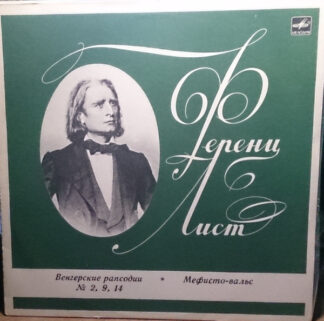 Ференц
Лист
Венгерские рапсодии * Мефисто-вальс
№ 2, 9, 14